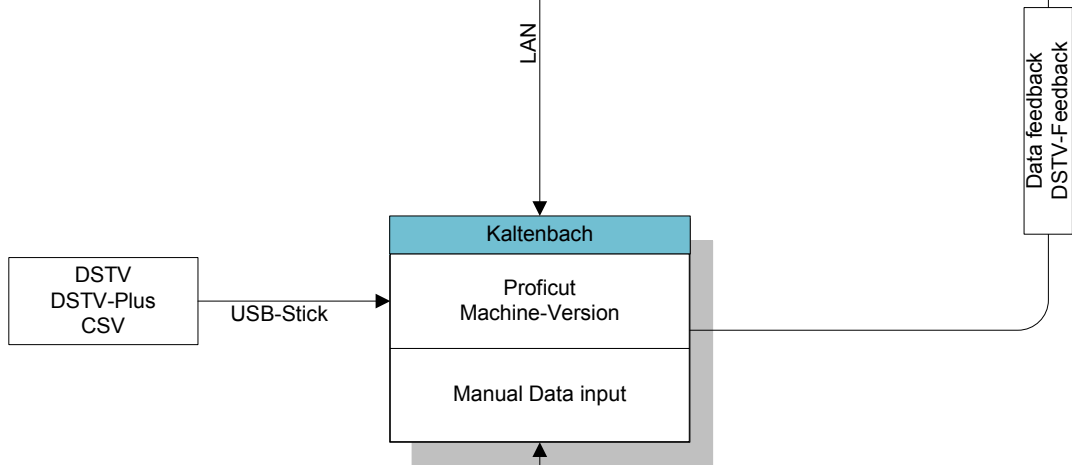 LAN
Data feedback
DSTV-Feedback
Kaltenbach
DSTV
DSTV-Plus
CSV
USB-Stick
Proficut
Machine-Version
Manual Data input